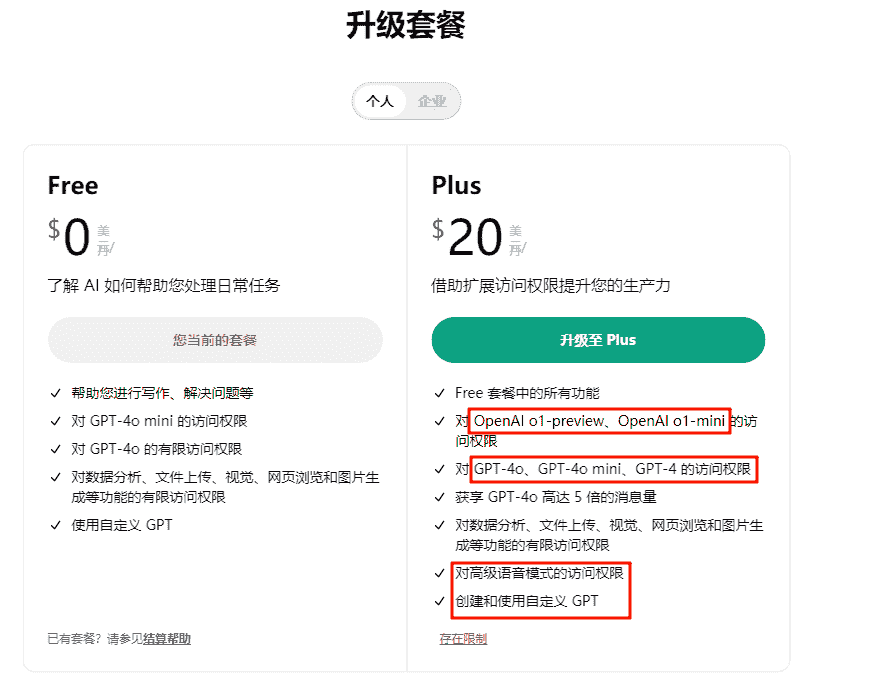 升级套餐
个人
企业
Free
$0 美元/月
了解 AI 如何帮助您处理日常任务
您当前的套餐
帮助您进行写作、解决问题等
对 GPT-4o mini 的访问权限
对 GPT-4o 的有限访问权限
对数据分析、文件上传、视觉、网页浏览和图片生
成等功能的有限访问权限
使用自定义 GPT
已有套餐？请参见结算帮助
Plus
$20 美元/月
借助扩展访问权限提升您的生产力
升级至 Plus
Free 套餐中的所有功能
对 OpenAI o1-preview、OpenAI o1-mini 的访
问权限
对 GPT-4o、GPT-4o mini、GPT-4 的访问权限
获享 GPT-4o 高达 5 倍的消息量
对数据分析、文件上传、视觉、网页浏览和图片生
成等功能的有限访问权限
对高级语音模式的访问权限
创建和使用自定义 GPT
存在限制